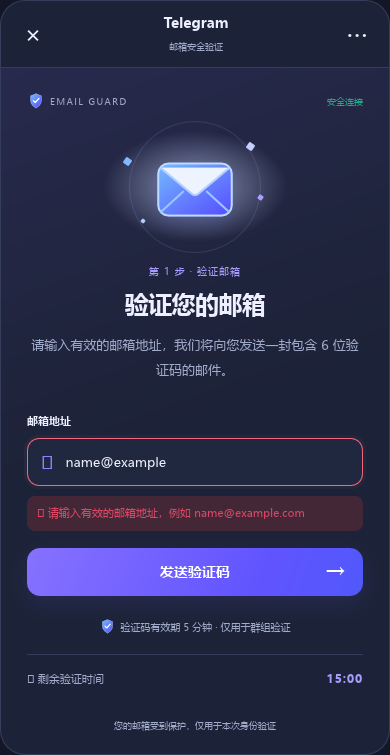 Telegram
邮箱安全验证
EMAIL GUARD
安全连接
第 1 步 · 验证邮箱
验证您的邮箱
请输入有效的邮箱地址，我们将向您发送一封包含 6 位验
证码的邮件。
邮箱地址
name@example
请输入有效的邮箱地址，例如 name@example.com
发送验证码 →
验证码有效期 5 分钟 · 仅用于群组验证
剩余验证时间
15:00
您的邮箱受到保护，仅用于本次身份验证